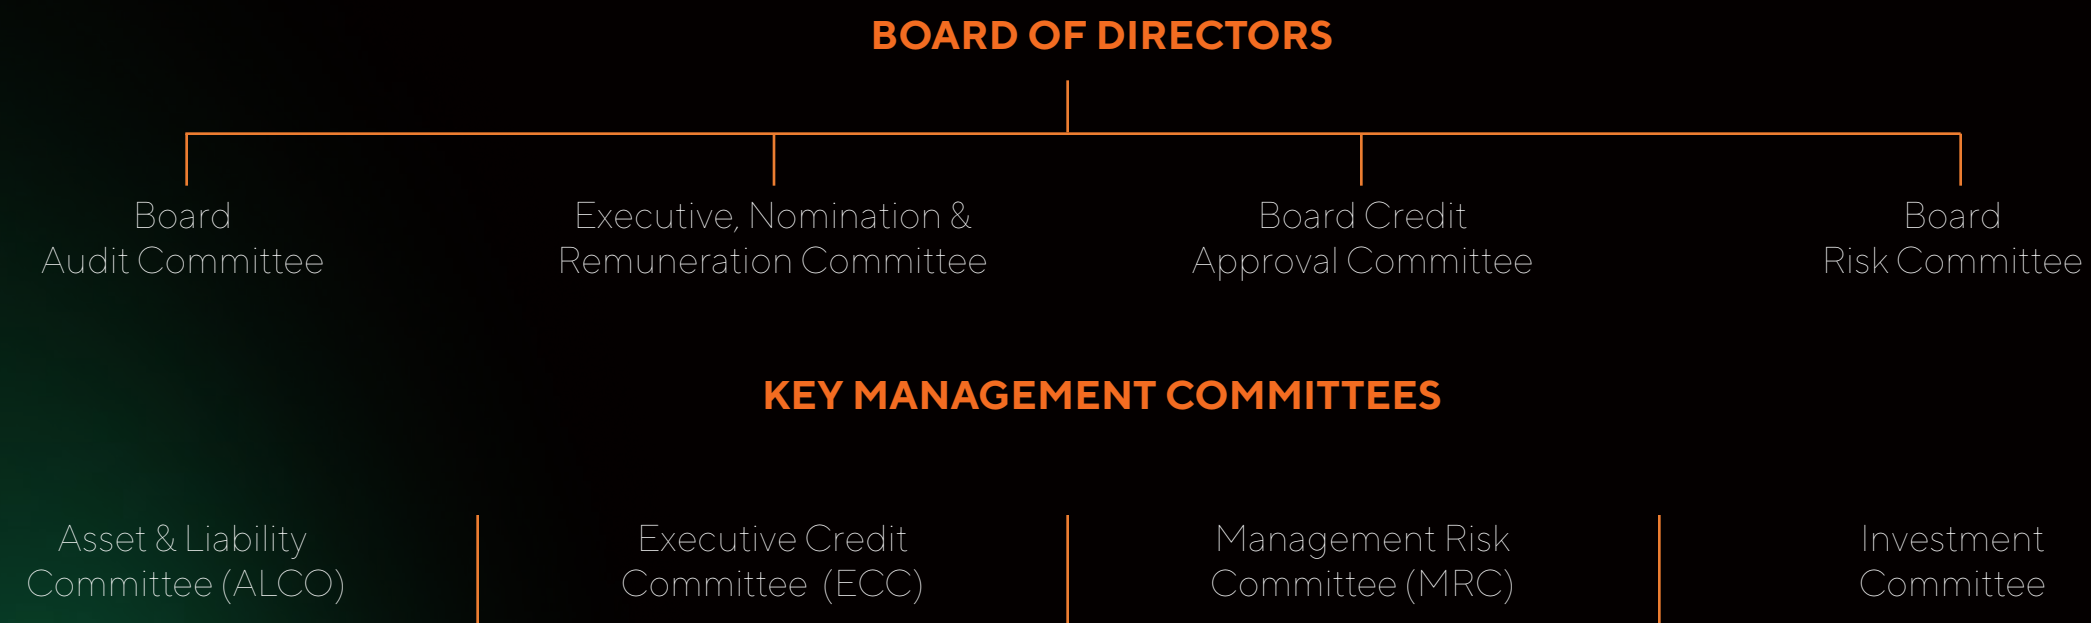 BOARD OF DIRECTORS
Board
Audit Committee
Executive, Nomination &
Remuneration Committee
Board Credit
Approval Committee
Board
Risk Committee
KEY MANAGEMENT COMMITTEES
Asset & Liability
Committee (ALCO)
Executive Credit
Committee (ECC)
Management Risk
Committee (MRC)
Investment
Committee